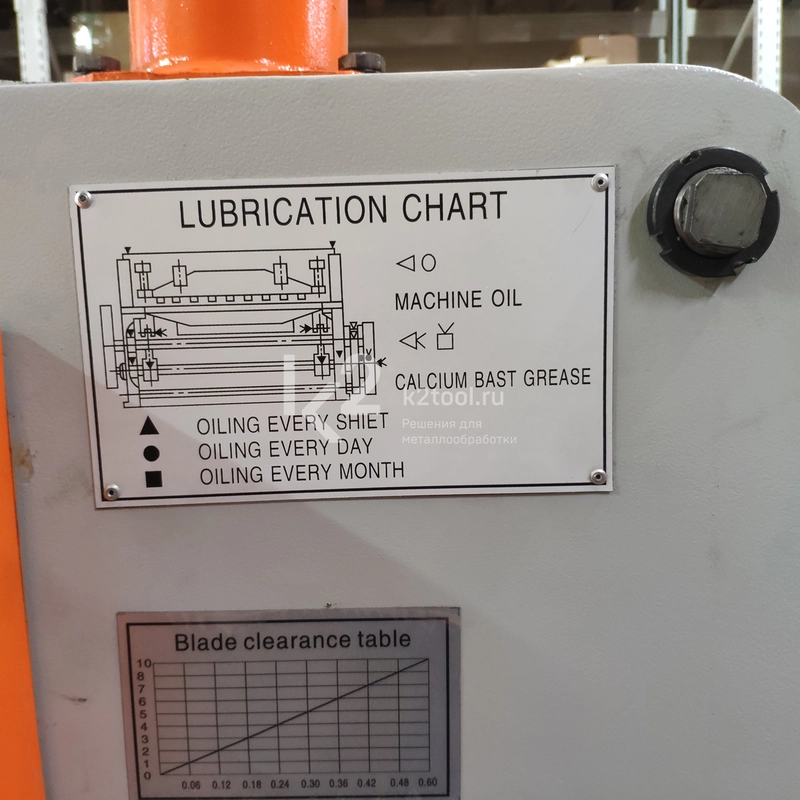 LUBRICATION CHART
MACHINE OIL
CALCIUM BAST GREASE
k2
k2tool.ru
Решения для
металлообработки
OILING EVERY SHIET
OILING EVERY DAY
OILING EVERY MONTH
Blade clearance table
10
8
7
6
5
4
3
2
1
0
0.06 0.12 0.18 0.24 0.30 0.36 0.42 0.48 0.60